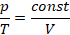 p/T = const/V